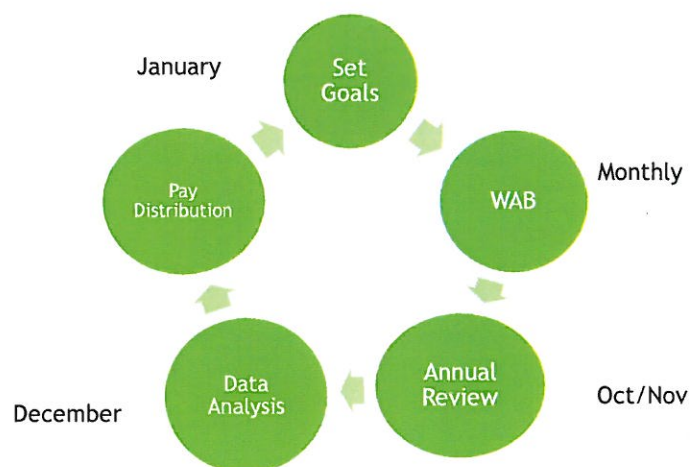 January
Set
Goals
Monthly
WAB
Pay
Distribution
Annual
Review
Oct/Nov
Data
Analysis
December